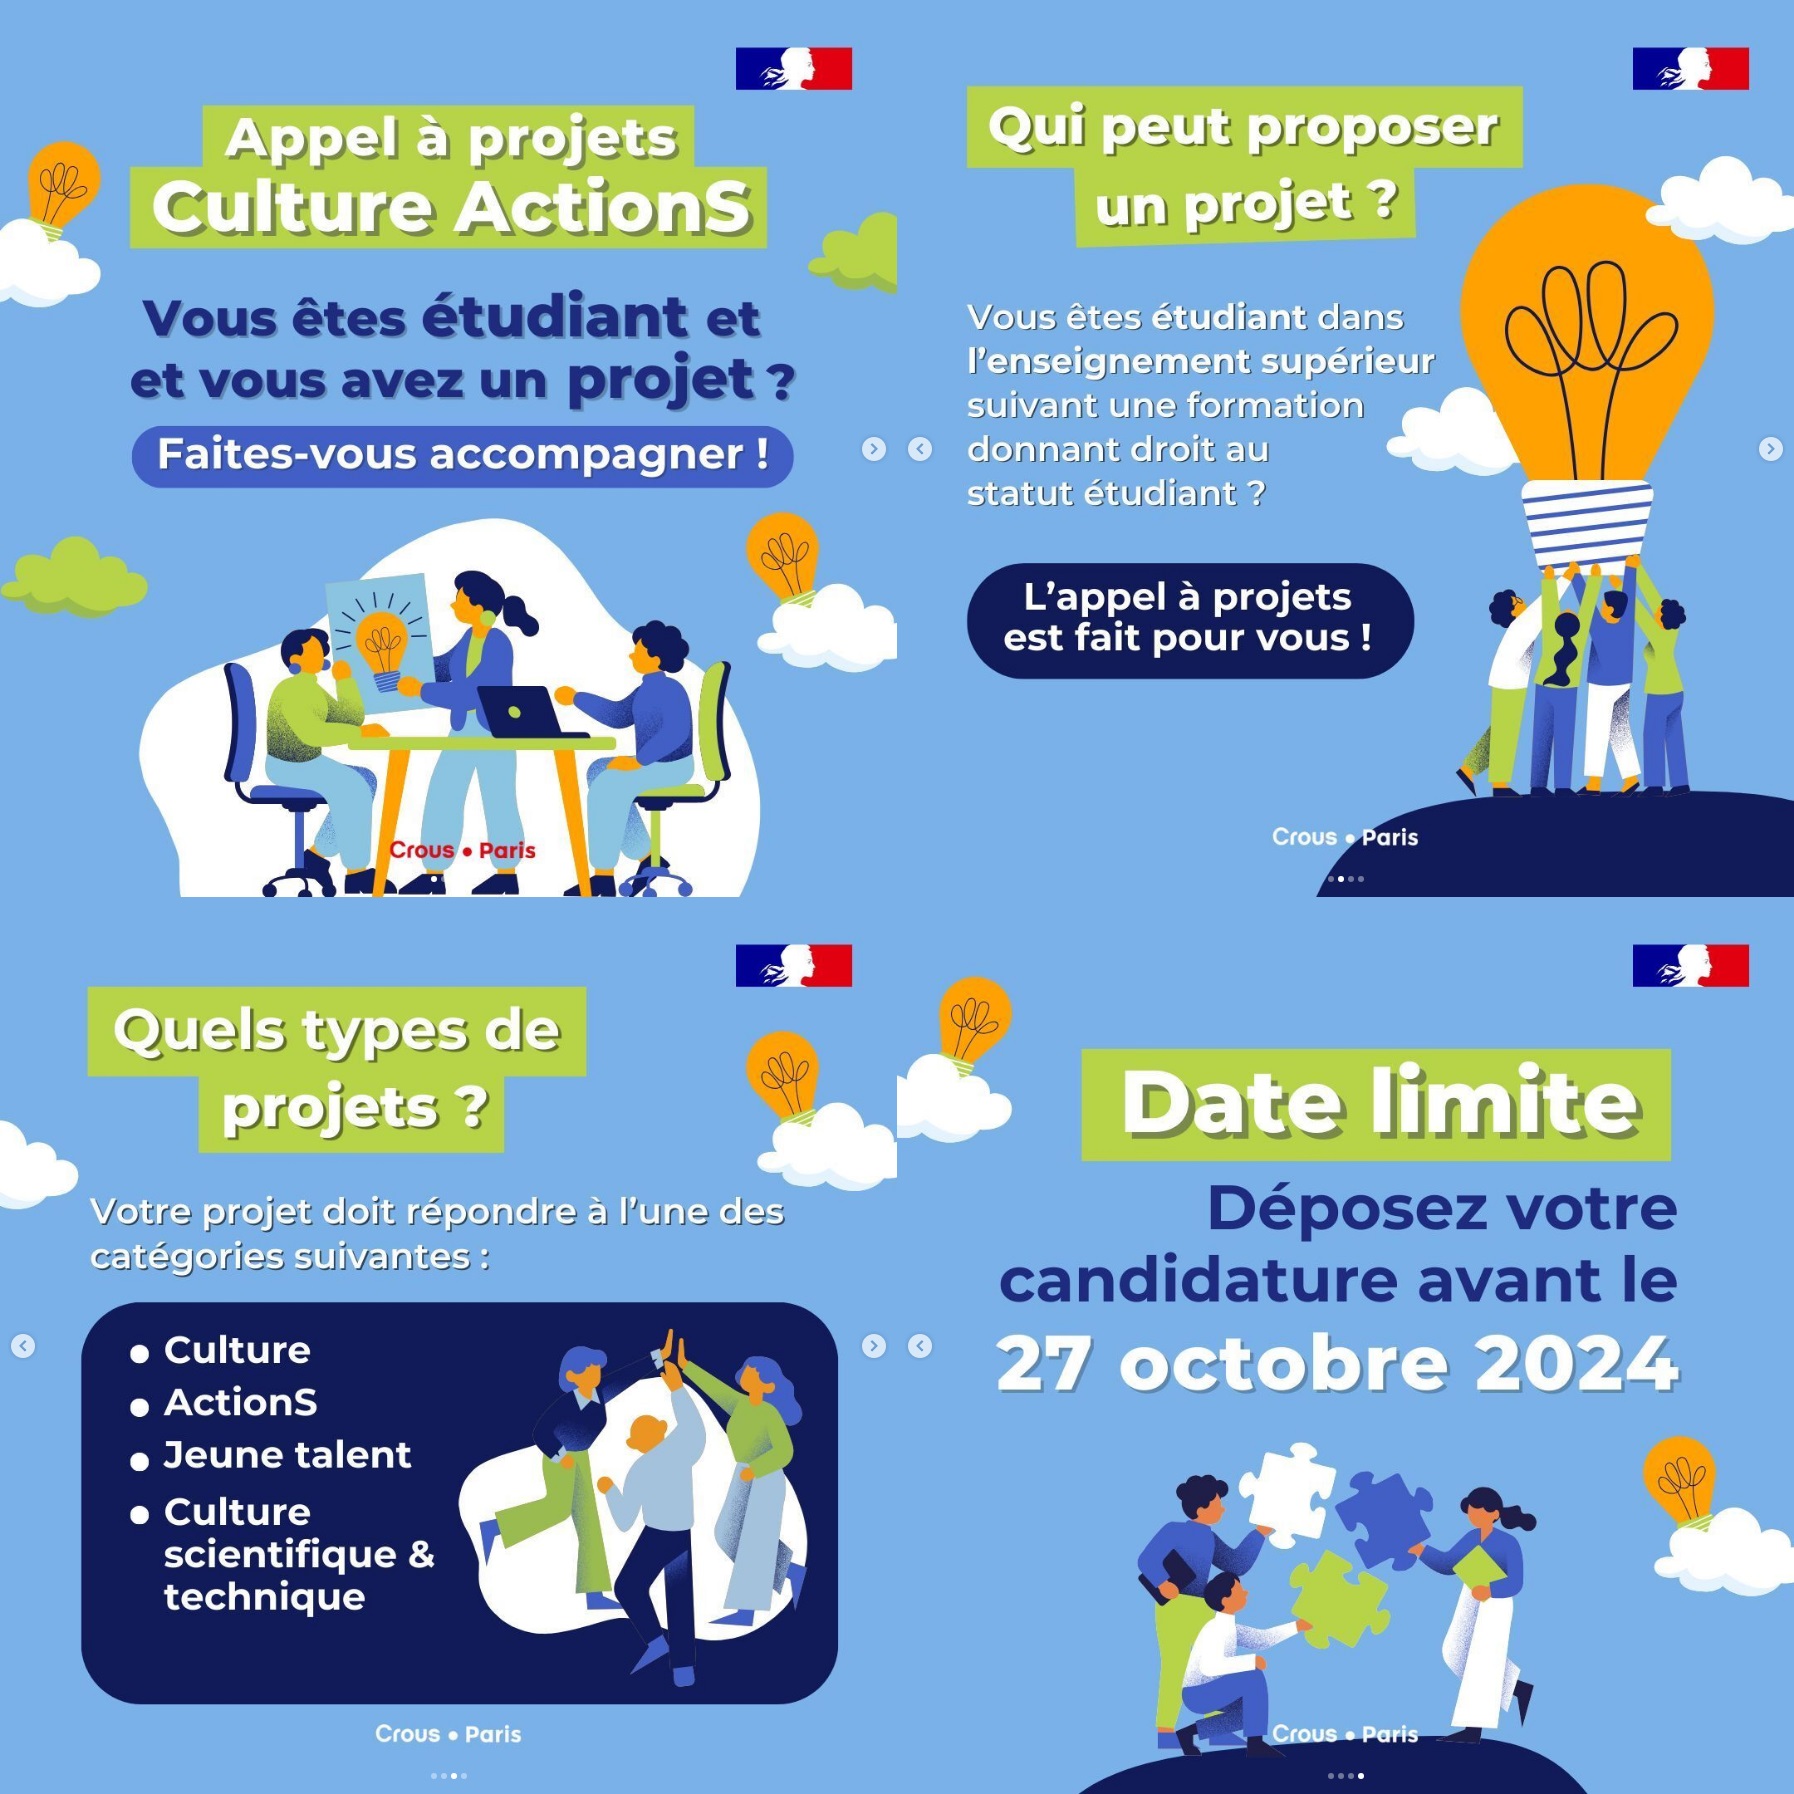 Appel à projets
Culture ActionS
Vous êtes étudiant et
et vous avez un projet ?
Faites-vous accompagner !
Crous • Paris
Qui peut proposer
un projet ?
Vous êtes étudiant dans
l'enseignement supérieur
suivant une formation
donnant droit au
statut étudiant ?
L'appel à projets
est fait pour vous !
Crous • Paris
Quels types de
projets ?
Votre projet doit répondre à l'une des
catégories suivantes :
• Culture
• ActionS
• Jeune talent
• Culture
scientifique &
technique
Crous • Paris
Date limite
Déposez votre
candidature avant le
27 octobre 2024
Crous • Paris